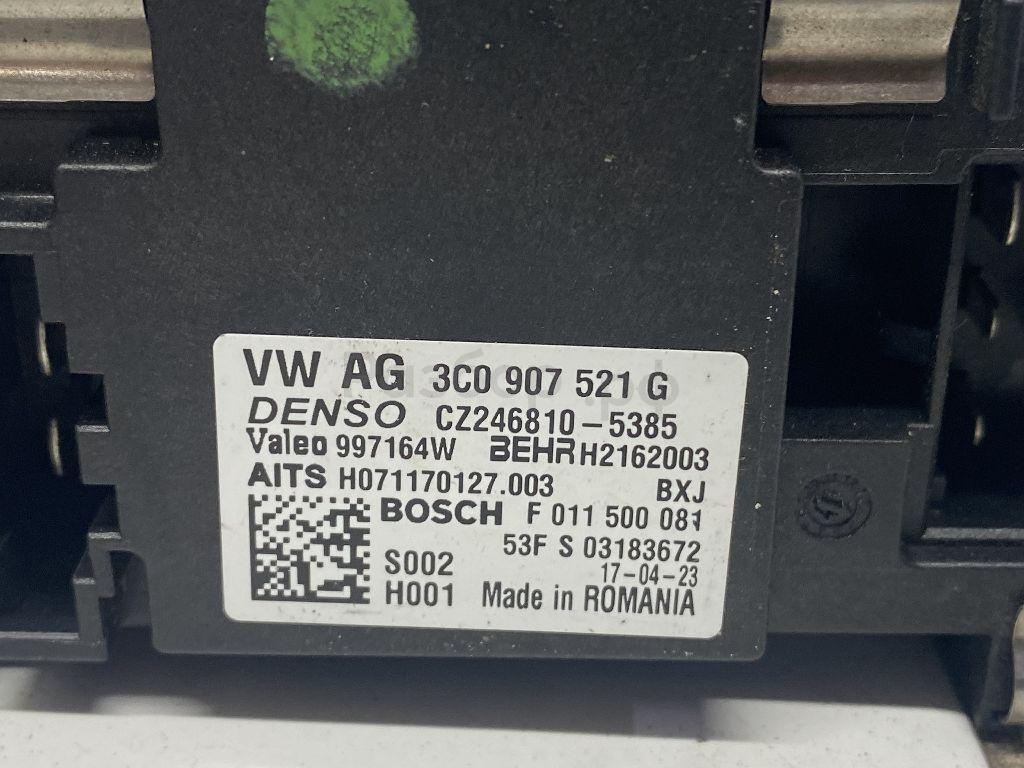 VW AG 3C0 907 521 G
DENSO CZ246810-5385
Valeo 997164W BEHR H2162003
AITS H071170127.003 BXJ
BOSCH F 011 500 081
53F S 03183672
S002 17-04-23
H001 Made in ROMANIA